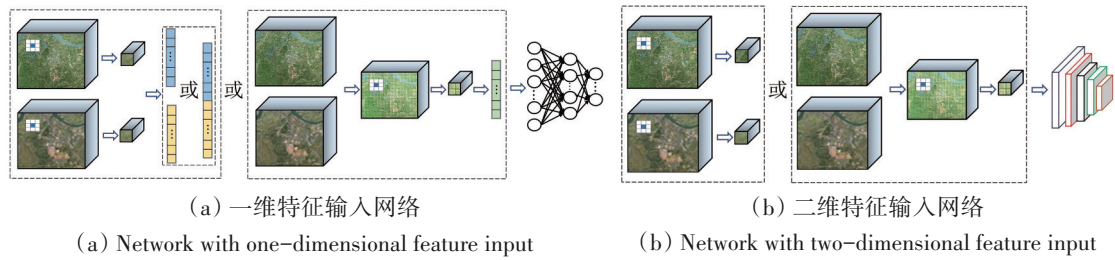 或
或
或
(a)一维特征输入网络
(a) Network with one-dimensional feature input
(b)二维特征输入网络
(b) Network with two-dimensional feature input